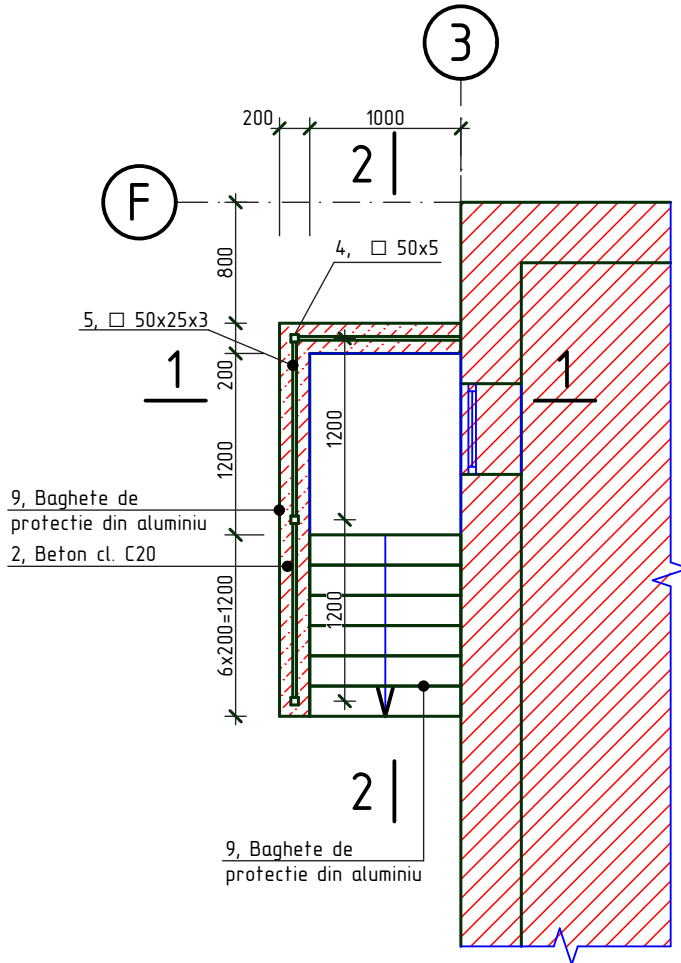 3
200
1000
2
F
4, □ 50x5
800
5, □ 50x25x3
1
1
200
1200
1200
9, Baghete de
protectie din aluminiu
2, Beton cl. C20
1200
6x200=1200
2
9, Baghete de
protectie din aluminiu